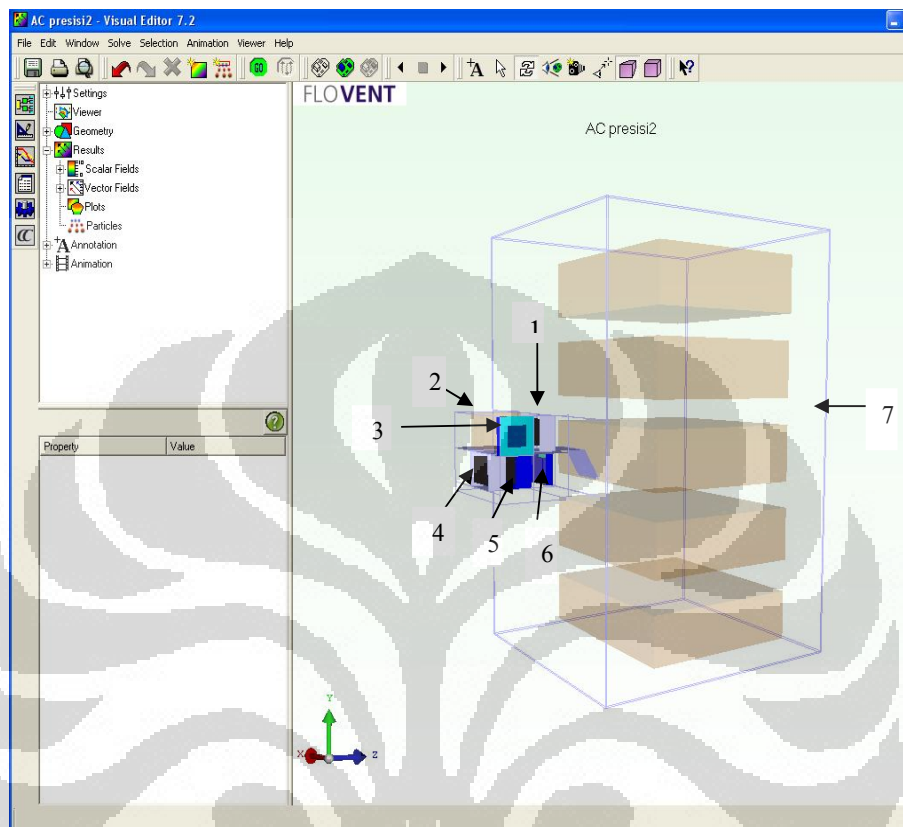 AC presisi2 - Visual Editor 7.2
File Edit Window Solve Selection Animation Viewer Help
GO
A
Settings
Viewer
Geometry
Results
Scalar Fields
Vector Fields
Plots
Particles
Annotation
Animation
Property Value
FLOVENT
AC presisi2
1
2
3
7
4
5
6
Y
X
Z